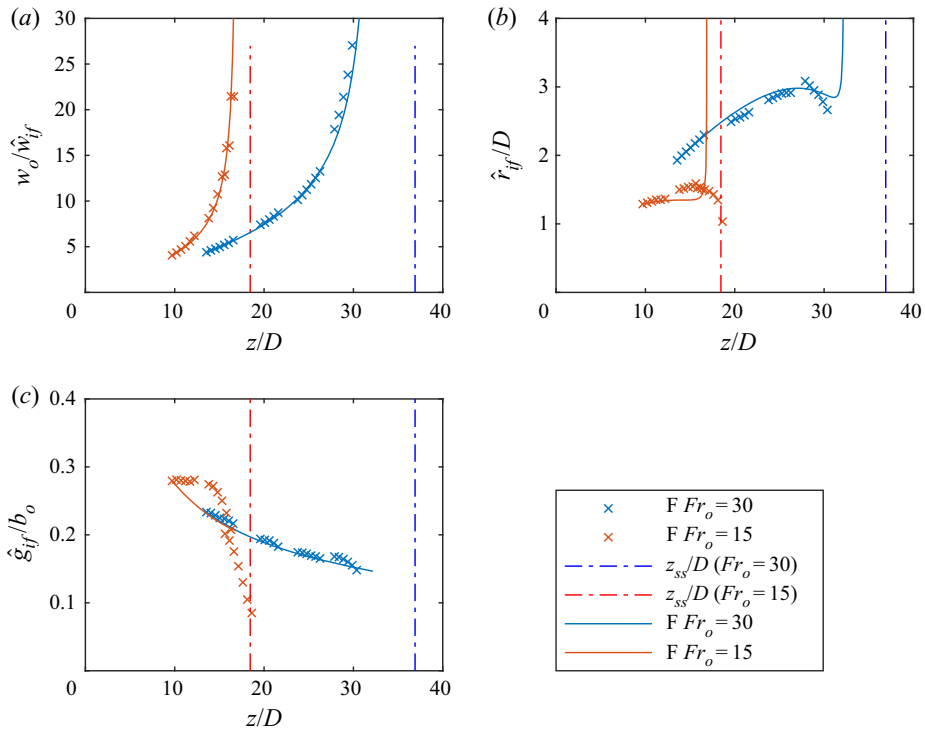 (a)
30
25
20
15
10
5
0
10
20
30
40
w_o/ŵ_if
z/D
(b)
4
3
2
1
0
10
20
30
40
r̂_if/D
z/D
(c)
0.4
0.3
0.2
0.1
0
10
20
30
40
ĝ_if/b_o
z/D
F Fr_o = 30
F Fr_o = 15
z_ss/D (Fr_o = 30)
z_ss/D (Fr_o = 15)
F Fr_o = 30
F Fr_o = 15